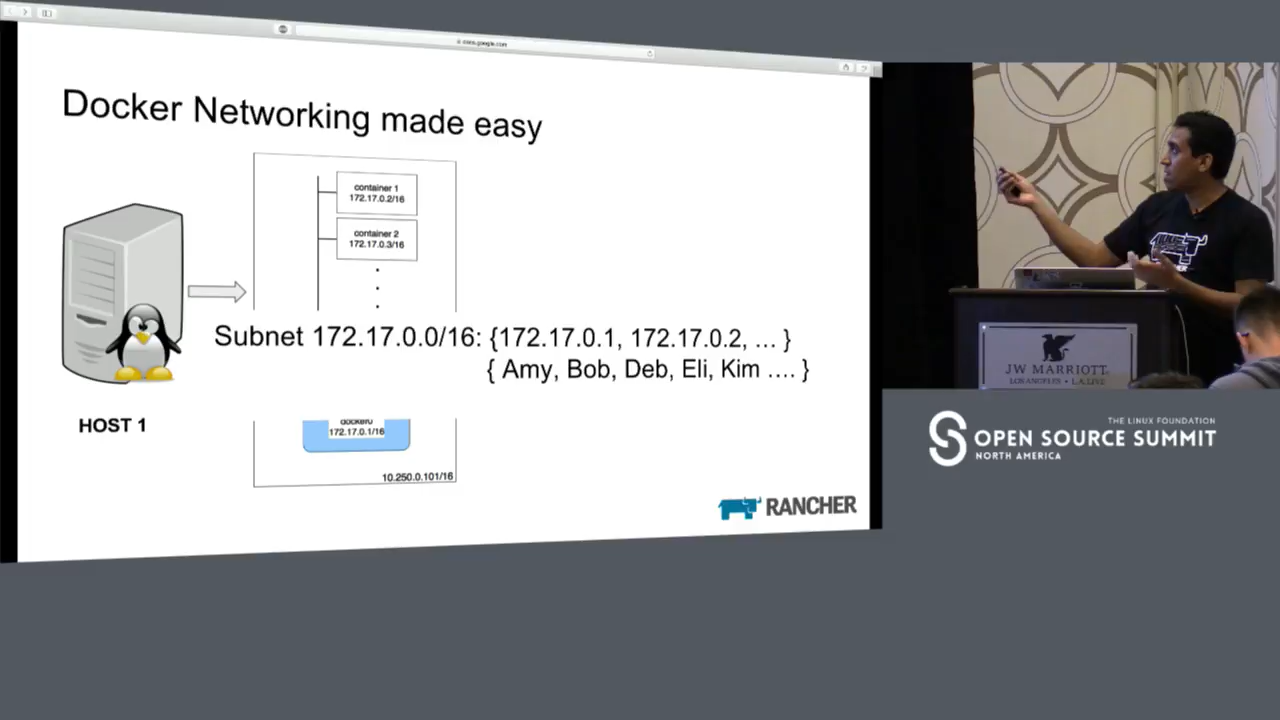 docs.google.com
Docker Networking made easy
container 1
172.17.0.2/16
container 2
172.17.0.3/16
Subnet 172.17.0.0/16: {172.17.0.1, 172.17.0.2, ... }
{ Amy, Bob, Deb, Eli, Kim .... }
HOST 1
docker0
172.17.0.1/16
10.250.0.101/16
RANCHER
JW MARRIOTT
LOS ANGELES • L.A. LIVE
THE LINUX FOUNDATION
OPEN SOURCE SUMMIT
NORTH AMERICA